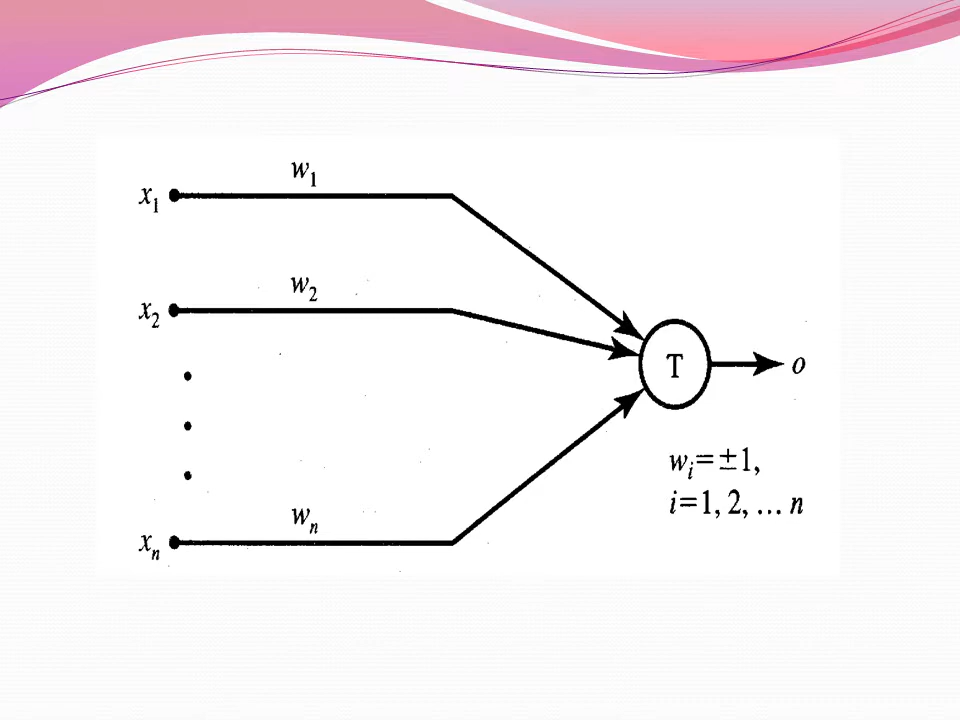 w₁
x₁
w₂
x₂
T
o
wᵢ=±1,
i=1, 2, ... n
wₙ
xₙ